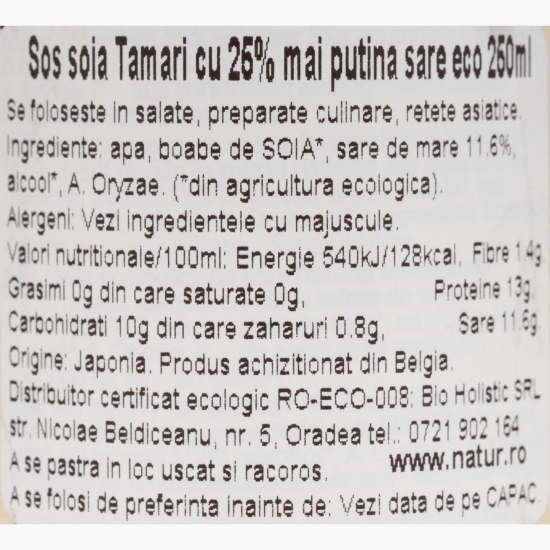 Sos soia Tamari cu 25% mai putina sare eco 250ml
Se foloseste in salate, preparate culinare, retete asiatice.
Ingrediente: apa, boabe de SOIA*, sare de mare 11.6%,
alcool*, A. Oryzae. (*din agricultura ecologica).
Alergeni: Vezi ingredientele cu majuscule.
Valori nutritionale/100ml: Energie 540kJ/128kcal, Fibre 1.4g,
Grasimi 0g din care saturate 0g, Proteine 13g,
Carbohidrati 10g din care zaharuri 0.8g, Sare 11.6g.
Origine: Japonia. Produs achizitionat din Belgia.
Distribuitor certificat ecologic RO-ECO-008: Bio Holistic SRL
str. Nicolae Beldiceanu, nr. 5, Oradea tel.: 0721 902 164
A se pastra in loc uscat si racoros. www.natur.ro
A se folosi de preferinta inainte de: Vezi data de pe CAPAC.